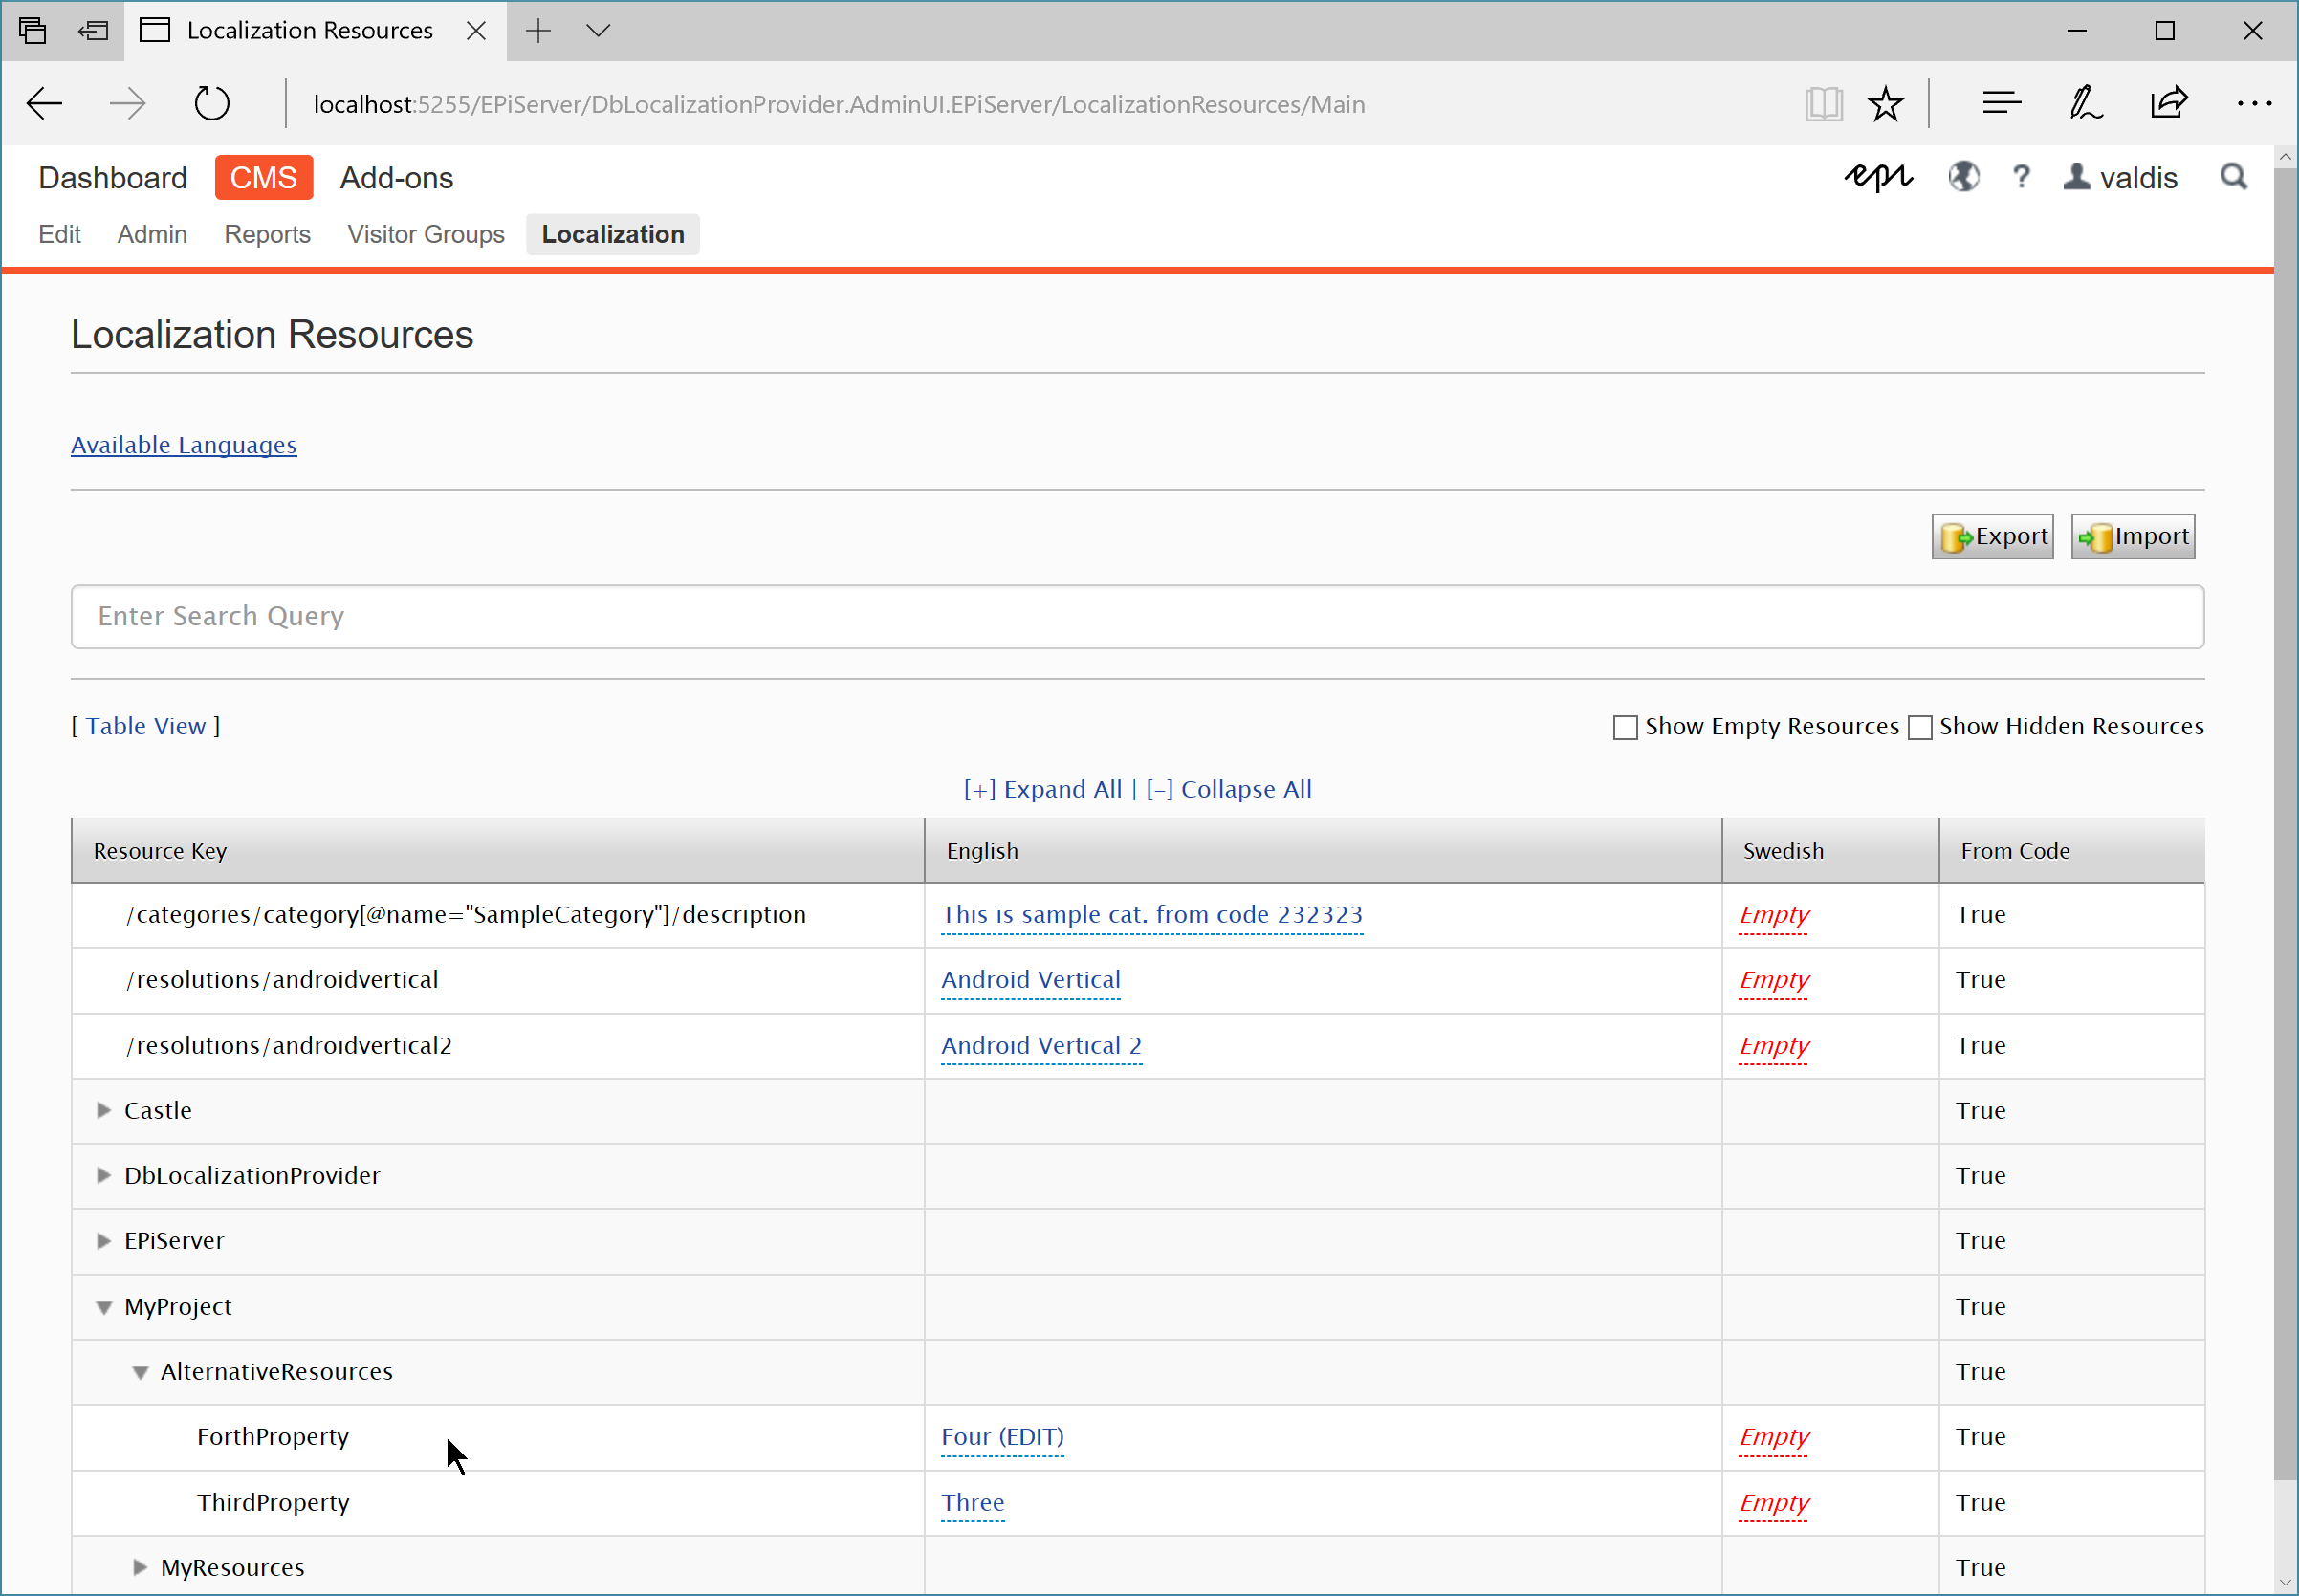 Localization Resources
localhost:5255/EPiServer/DbLocalizationProvider.AdminUI.EPiServer/LocalizationResources/Main
Dashboard CMS Add-ons epi ? valdis
Edit Admin Reports Visitor Groups Localization
Localization Resources
Available Languages
Export Import
Enter Search Query
[ Table View ] Show Empty Resources Show Hidden Resources
[+] Expand All | [-] Collapse All
Resource Key English Swedish From Code
/categories/category[@name="SampleCategory"]/description This is sample cat. from code 232323 Empty True
/resolutions/androidvertical Android Vertical Empty True
/resolutions/androidvertical2 Android Vertical 2 Empty True
Castle True
DbLocalizationProvider True
EPiServer True
MyProject True
AlternativeResources True
ForthProperty Four (EDIT) Empty True
ThirdProperty Three Empty True
MyResources True